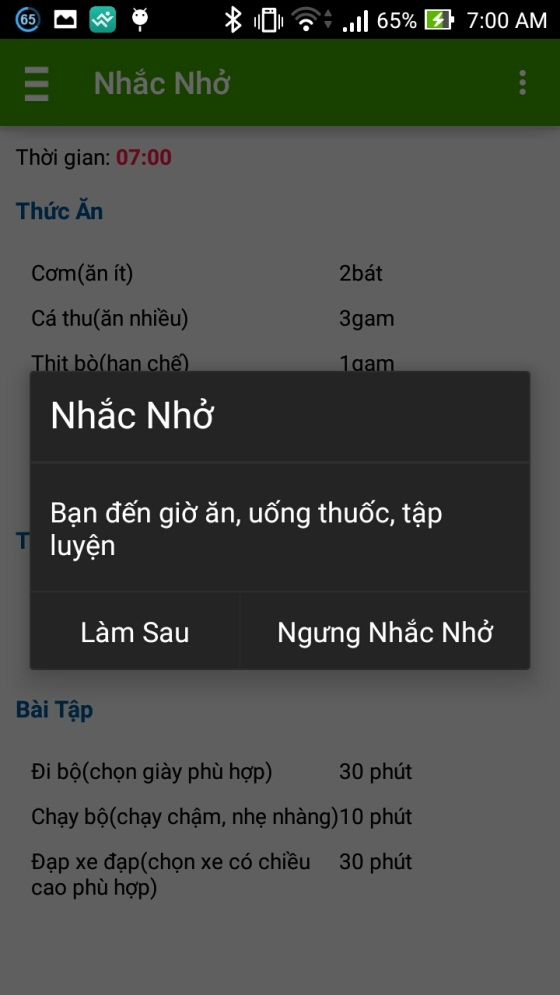 65
65%
7:00 AM
Nhắc Nhở
Thời gian: 07:00
Thức Ăn
Cơm(ăn ít) 2bát
Cá thu(ăn nhiều) 3gam
Thịt bò(hạn chế) 1gam
Nhắc Nhở
Bạn đến giờ ăn, uống thuốc, tập
luyện
T
Làm Sau Ngưng Nhắc Nhở
Bài Tập
Đi bộ(chọn giày phù hợp) 30 phút
Chạy bộ(chạy chậm, nhẹ nhàng) 10 phút
Đạp xe đạp(chọn xe có chiều 30 phút
cao phù hợp)